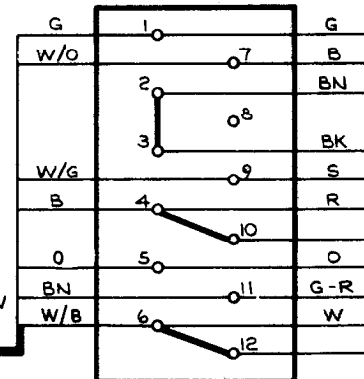 G 1 G
W/O 7 B
2 BN
8
3 BK
W/G 9 S
B 4 R
10
O 5 O
BN 11 G-R
W/B 6 W
12